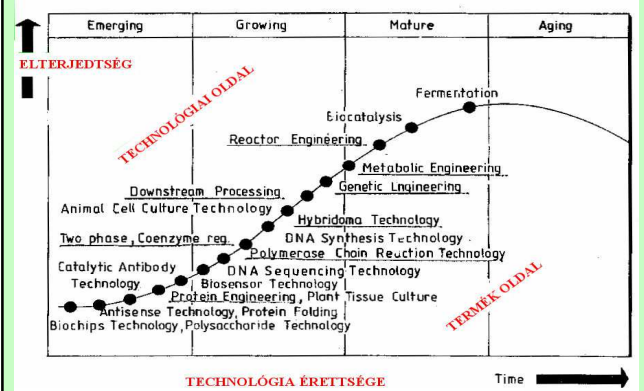 Emerging Growing Mature Aging
ELTERJEDTSÉG
TECHNOLÓGIAI OLDAL
Fermentation
Biocatalysis
Reactor Engineering
Metabolic Engineering
Downstream Processing
Genetic Engineering
Animal Cell Culture Technology
Hybridoma Technology
Two phase, Coenzyme reg.
DNA Synthesis Technology
Polymerase Chain Reaction Technology
Catalytic Antibody
Technology
DNA Sequencing Technology
Biosensor Technology
Protein Engineering, Plant Tissue Culture
Antisense Technology, Protein Folding
Biochips Technology, Polysaccharide Technology
TERMÉK OLDAL
TECHNOLÓGIA ÉRETTSÉGE
Time